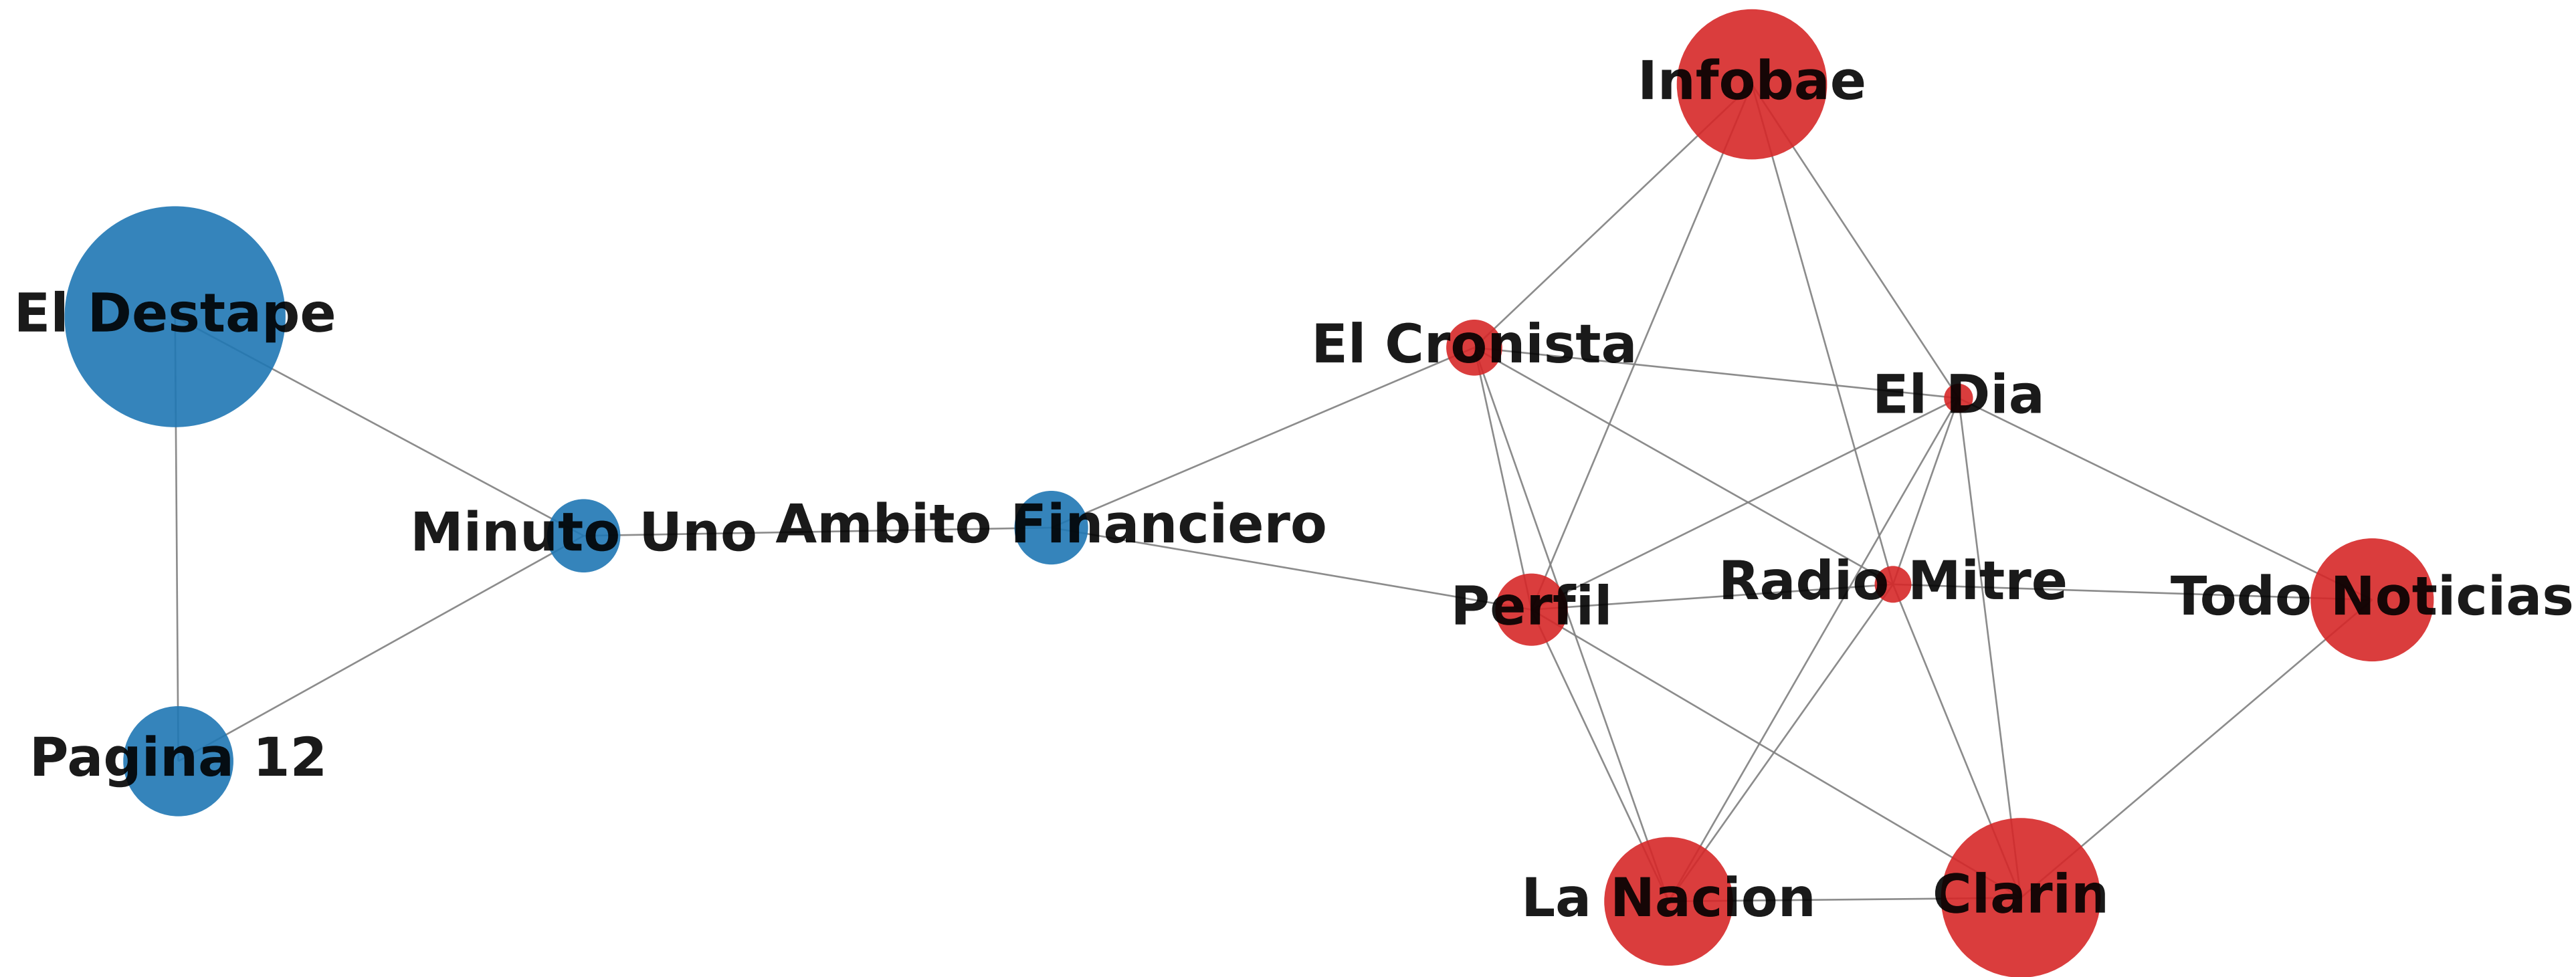 Infobae
El Destape
El Cronista
El Dia
Minuto Uno
Ambito Financiero
Perfil
Radio Mitre
Todo Noticias
Pagina 12
La Nacion
Clarin